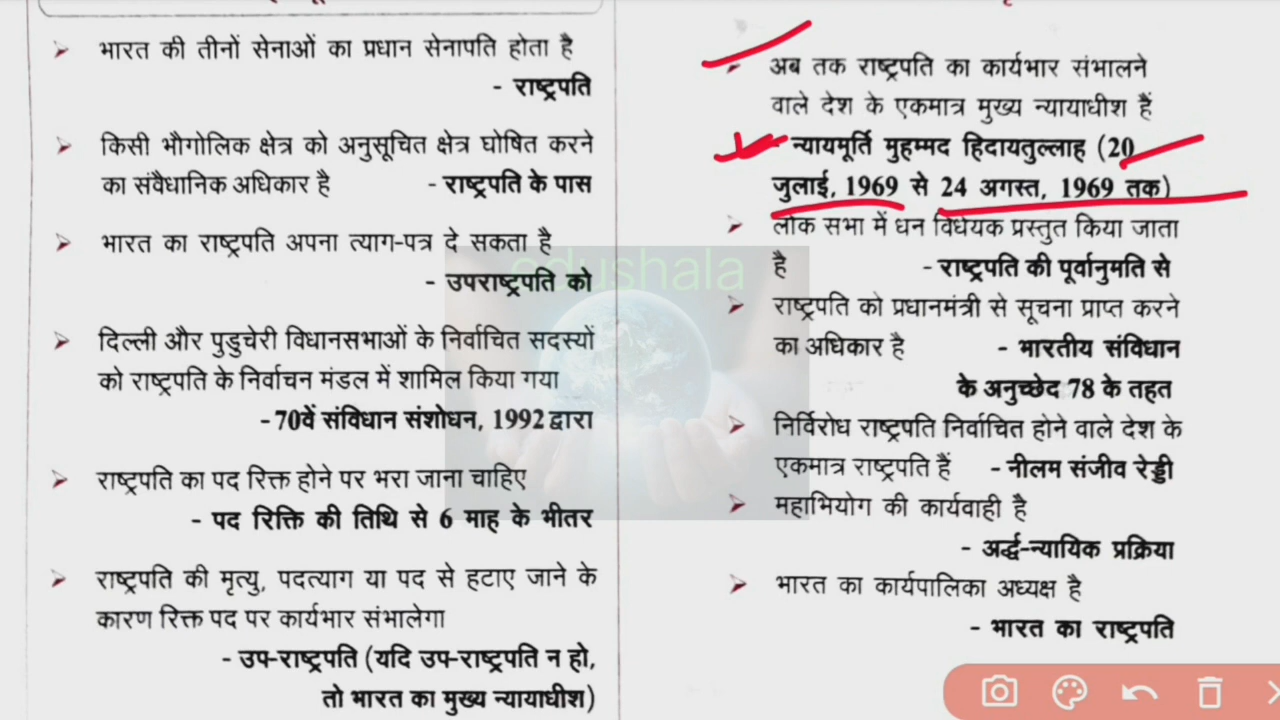 भारत की तीनों सेनाओं का प्रधान सेनापति होता है
- राष्ट्रपति
किसी भौगोलिक क्षेत्र को अनुसूचित क्षेत्र घोषित करने
का संवैधानिक अधिकार है - राष्ट्रपति के पास
भारत का राष्ट्रपति अपना त्याग-पत्र दे सकता है
- उपराष्ट्रपति को
दिल्ली और पुडुचेरी विधानसभाओं के निर्वाचित सदस्यों
को राष्ट्रपति के निर्वाचन मंडल में शामिल किया गया
- 70वें संविधान संशोधन, 1992 द्वारा
राष्ट्रपति का पद रिक्त होने पर भरा जाना चाहिए
- पद रिक्ति की तिथि से 6 माह के भीतर
राष्ट्रपति की मृत्यु, पदत्याग या पद से हटाए जाने के
कारण रिक्त पद पर कार्यभार संभालेगा
- उप-राष्ट्रपति (यदि उप-राष्ट्रपति न हो,
तो भारत का मुख्य न्यायाधीश)
अब तक राष्ट्रपति का कार्यभार संभालने
वाले देश के एकमात्र मुख्य न्यायाधीश हैं
- न्यायमूर्ति मुहम्मद हिदायतुल्लाह (20
जुलाई, 1969 से 24 अगस्त, 1969 तक)
लोक सभा में धन विधेयक प्रस्तुत किया जाता
है - राष्ट्रपति की पूर्वानुमति से
राष्ट्रपति को प्रधानमंत्री से सूचना प्राप्त करने
का अधिकार है - भारतीय संविधान
के अनुच्छेद 78 के तहत
निर्विरोध राष्ट्रपति निर्वाचित होने वाले देश के
एकमात्र राष्ट्रपति हैं - नीलम संजीव रेड्डी
महाभियोग की कार्यवाही है
- अर्द्ध-न्यायिक प्रक्रिया
भारत का कार्यपालिका अध्यक्ष है
- भारत का राष्ट्रपति
edushala